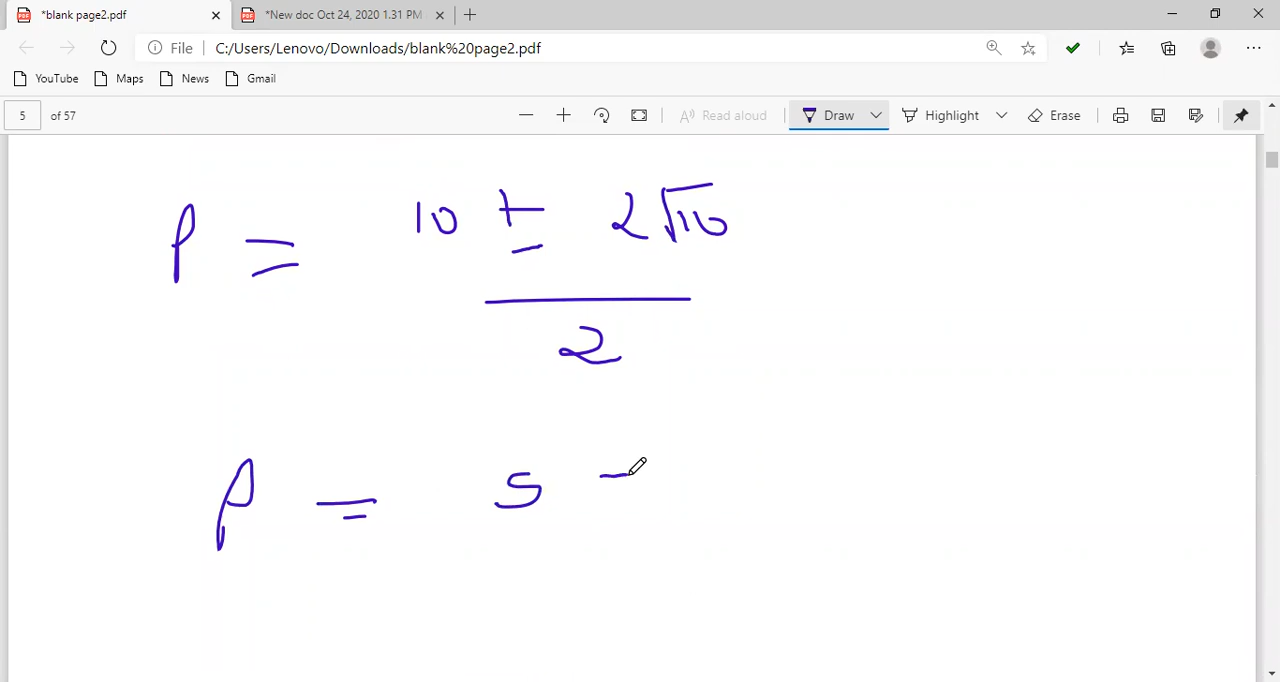 *blank page2.pdf
*New doc Oct 24, 2020 1.31 PM
File C:/Users/Lenovo/Downloads/blank%20page2.pdf
YouTube Maps News Gmail
5 of 57 Read aloud Draw Highlight Erase
P = 10 ± 2√10
2
P = 5 −